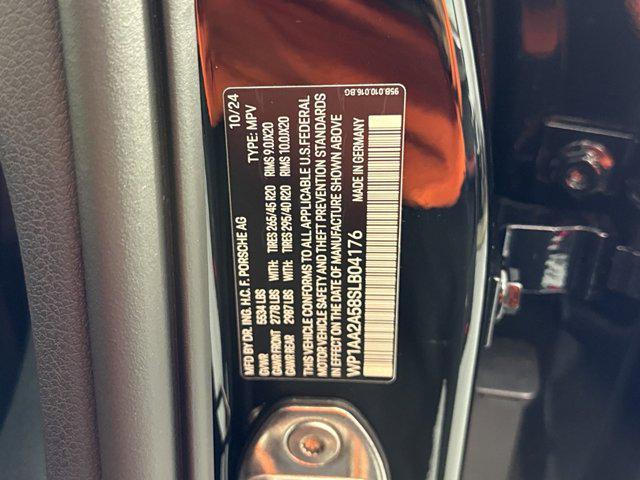 MFD BY DR. ING. H.C. F. PORSCHE AG 10/24
GVWR 5534 LBS TYPE: MPV
GAWR FRONT 2778 LBS WITH: TIRES 265/45 R20 RIMS 9.0JX20
GAWR REAR 2987 LBS WITH: TIRES 295/40 R20 RIMS 10.0JX20
THIS VEHICLE CONFORMS TO ALL APPLICABLE U.S. FEDERAL
MOTOR VEHICLE SAFETY AND THEFT PREVENTION STANDARDS
IN EFFECT ON THE DATE OF MANUFACTURE SHOWN ABOVE
WP1AA2A58SLB04176 MADE IN GERMANY
95B.010.016.BG